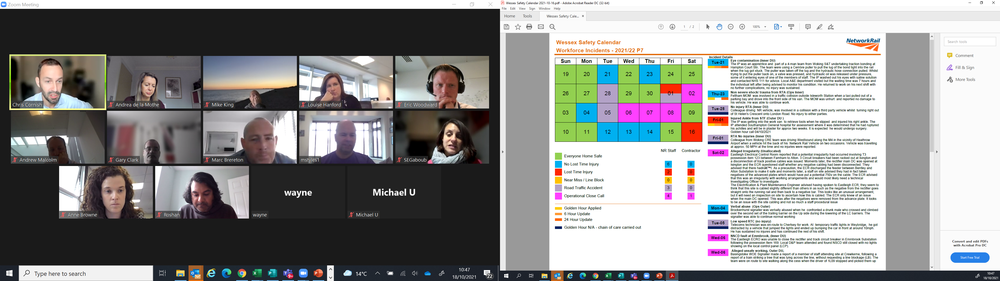 Zoom Meeting
Chris Cornish
Andrea de la Mothe
Mike King
Louise Hanford
Eric Woodward
Andrew Malcolm
Gary Clark
Marc Brereton
mstyles1
SEGaboub
Anne Browne
Roshan
wayne
wayne
Michael U
Michael U
Type here to search
9+
14°C
10:47
18/10/2021
22
Wessex Safety Calendar 2021-10-16.pdf - Adobe Acrobat Reader DC (32-bit)
File Edit View Sign Window Help
Home Tools Wessex Safety Cale... ×
1 / 2 100%
Wessex Safety Calendar
Workforce Incidents - 2021/22 P7
NetworkRail
Sun Mon Tue Wed Thu Fri Sat
19 20 21 22 23 24 25
26 27 28 29 30 01 02
03 04 05 06 07 08 09
10 11 12 13 14 15 16
NR Staff Contractor
Everyone Home Safe
No Lost Time Injury 6 0
Lost Time Injury 2 0
Near Miss / Line Block 0 0
Road Traffic Accident 3 0
Operational Close Call 4 1
Golden Hour Applied
6 Hour Update
24 Hour Update
Golden Hour N/A - chain of care carried out
Incident Details
Tue-21 Eye contamination (Inner DU)
The IP was an apprentice and part of a 4-man team from Woking S&T undertaking traction bonding at
Hampton Court Stn. The team were using a Cembre puller to pull the lug of the bond tight into the rail
when the lug got stuck. The puller was taken off the lug and the hydraulic hose connection pulled. Whilst
trying to put the puller back on, a valve was pressed, and hydraulic oil was released under pressure,
some of it entering eyes of one of the members of staff. The IP washed out his eyes with saline solution
and contacted NHS 111 for advice. Local A&E department visited but the waiting time was 7 hours and
the individual left after being advised to monitor his condition. He returned to work on his next shift with
no further complications, no injury was sustained.
Thu-23 Non severe shock/ trauma from RTA (Ops Inner)
Feltham MOM was involved in a traffic collision outside Isleworth Station when a taxi pulled out of a
parking bay and drove into the front side of his van. The MOM was unhurt and reported no damage to
his vehicle. He was able to continue work.
Tue-28 No injury RTA (Inner DU)
Colleague driving NR vehicle, was involved in a collision with a third party vehicle whilst turning right out
of St Helen's Crescent onto London Road. No injury to either parties.
Fri-01 Injured Ankle from STF (Outer DU )
The IP was getting into the work van to retrieve tools when he slipped and injured his right ankle. The
IP attended Southampton General hospital for assessment where it was determined that he had ruptured
his achilles and will be in plaster for approx two weeks. It is expected he would undergo surgery.
Golden hour call 04/10/2021
Fri-01 RTA No injuries (Inner DU)
Colleague from Woking CRE team was driving Westbound along the M4 in the vicinity of Heathrow
Airport when a vehicle hit the back of his Network Rail Vehicle on two occasions. Vehicle was travelling
at approx. 50 MPH at the time and no injuries were reported.
Sat-02 Alleged Irregularity (Unallocated)
Eastleigh Electrical Control Room reported that a potential irregularity had occurred involving T3
possession item 123 between Farnham to Alton. 3 Circuit breakers had been racked out at Isington and
a disconnection of track positive cables was issued. Moments later, the rectifier main DC was opened at
Isington and the ECR questioned staff whether any negative cabling had been disconnected. They
advised that there hadnâ€™t. As a precaution, the ECR discharged the feeder between Bentley and
Alton Substation to make it safe and moments later, a staff on site advised they had in fact taken
negatives of the advanced plates which would have put a potential 750v on the cable. The ECR advised
that this was an irregularity with working arrangements and would most likely need a technical
Investigating Officer to investigate.
The Electrification & Plant Maintenance Engineer advised having spoken to Eastleigh ECR, they seem to
think that this site is cabled slightly different than others in as such as the negative from the rectifier goes
straight onto the running rail and then back to a negative bar. This looks like an unusual arrangement,
but it will need an inspection on site to ascertain how this is cabled. The ECR only knew of an issue
when the main DC opened. This was after the negatives were removed from the advance plate. It looks
to be an issue with the site cabling and not so much a staff procedural issue
Mon-04 Verbal abuse (Ops Outer)
Brockenhurst signaller was verbally abused when he confronted a drunk male who crossed and climbed
over the second set of the trailing barrier on the Up side during the lowering of the LC barriers. The
signaller was able to continue normal working
Tue-05 Low speed RTC (no injury)
Telecoms technician was en-route to Chertsey for work. At temporary traffic lights in Weybridge, he got
distracted by a vehicle that jumped the lights and ended up bumping the car in front at around 10mph.
He has sustained no injures and has continued the rest of his shift.
Wed-06 NSCD fault at Emmbrook, (Inner DU)
The Eastleigh ECRO was unable to close the rectifier and track circuit breaker in Emmbrook Substation
following the possession Item 169. Local D&P team attended and found NSCD still closed with no lights
showing on the local control panel (LCP).
Wed-06 Alleged unsafe working, Outer DU,
Basingstoke WOE Signaller made a report of a member of staff attending site at Crewkerne, following a
report of a train striking a tree that was lying across the line, without requesting a line blockage (LB). The
team were on route to site walking along the cess when the driver of 1L09 stopped and picked them up
Search tools
Comment
Fill & Sign
More Tools
Convert and edit PDFs
with Acrobat Pro DC
Start Free Trial
9+
10:47
18/10/2021